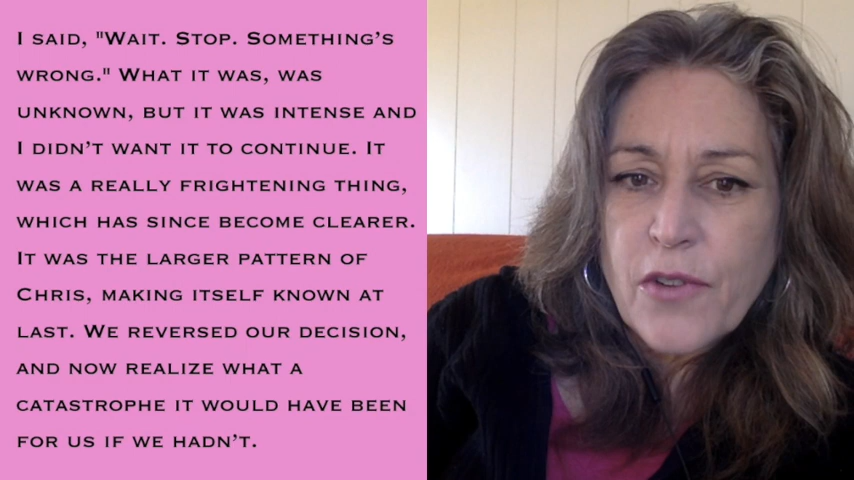 I said, "Wait. Stop. Something’s
wrong." What it was, was
unknown, but it was intense and
I didn’t want it to continue. It
was a really frightening thing,
which has since become clearer.
It was the larger pattern of
Chris, making itself known at
last. We reversed our decision,
and now realize what a
catastrophe it would have been
for us if we hadn’t.